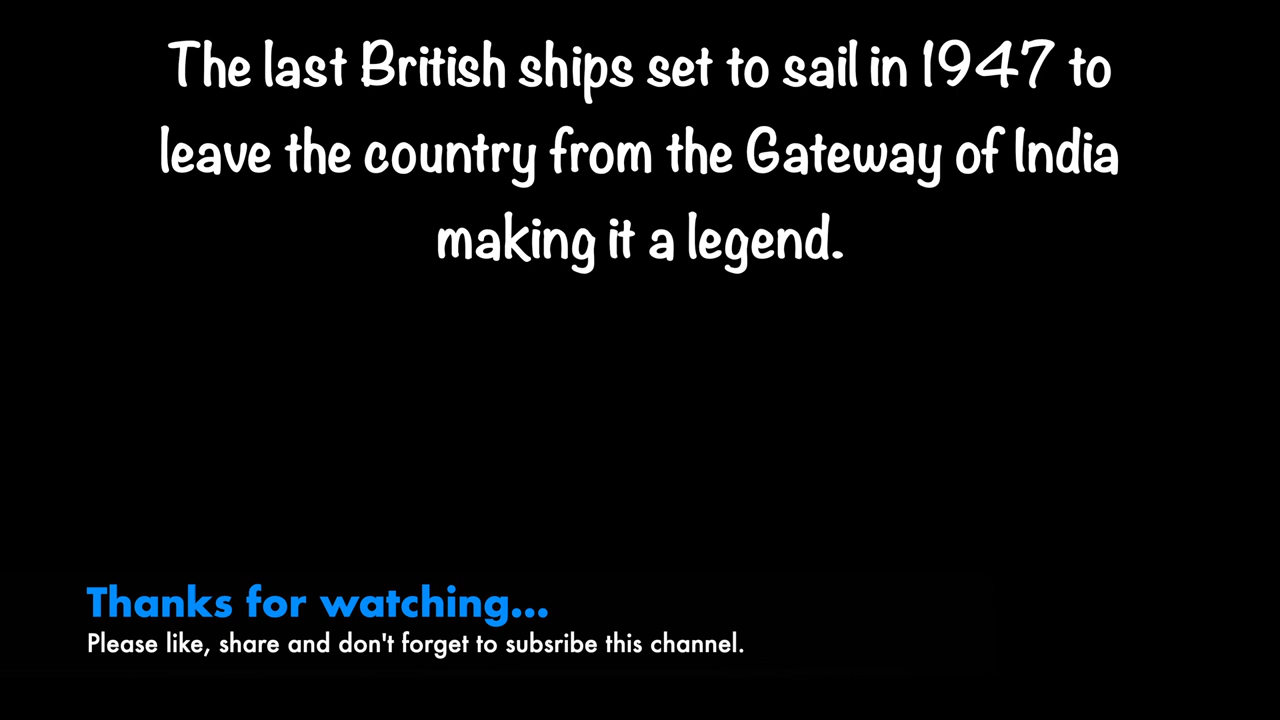 The last British ships set to sail in 1947 to
leave the country from the Gateway of India
making it a legend.
Thanks for watching...
Please like, share and don't forget to subsribe this channel.